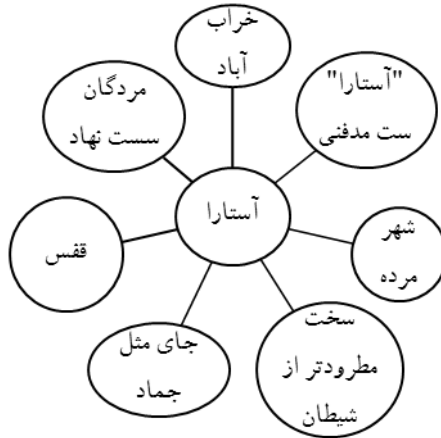 خراب
آباد
"آستارا"
ست مدفنی
مردگان
سست نهاد
آستارا
شهر
مرده
قفس
سخت
مطرودتر از
شیطان
جای مثل
جماد